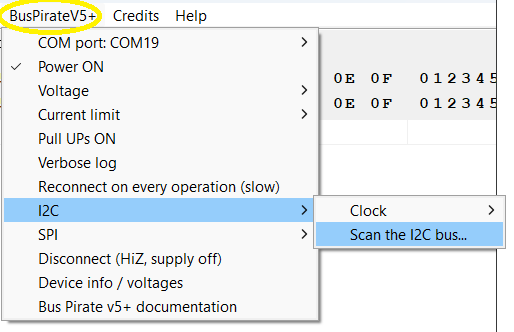 BusPirateV5+ Credits Help
COM port: COM19
Power ON
0E 0F 012345
Voltage
0E 0F 012345
Current limit
Pull UPs ON
Verbose log
Reconnect on every operation (slow)
I2C
Clock
SPI
Scan the I2C bus...
Disconnect (HiZ, supply off)
Device info / voltages
Bus Pirate v5+ documentation